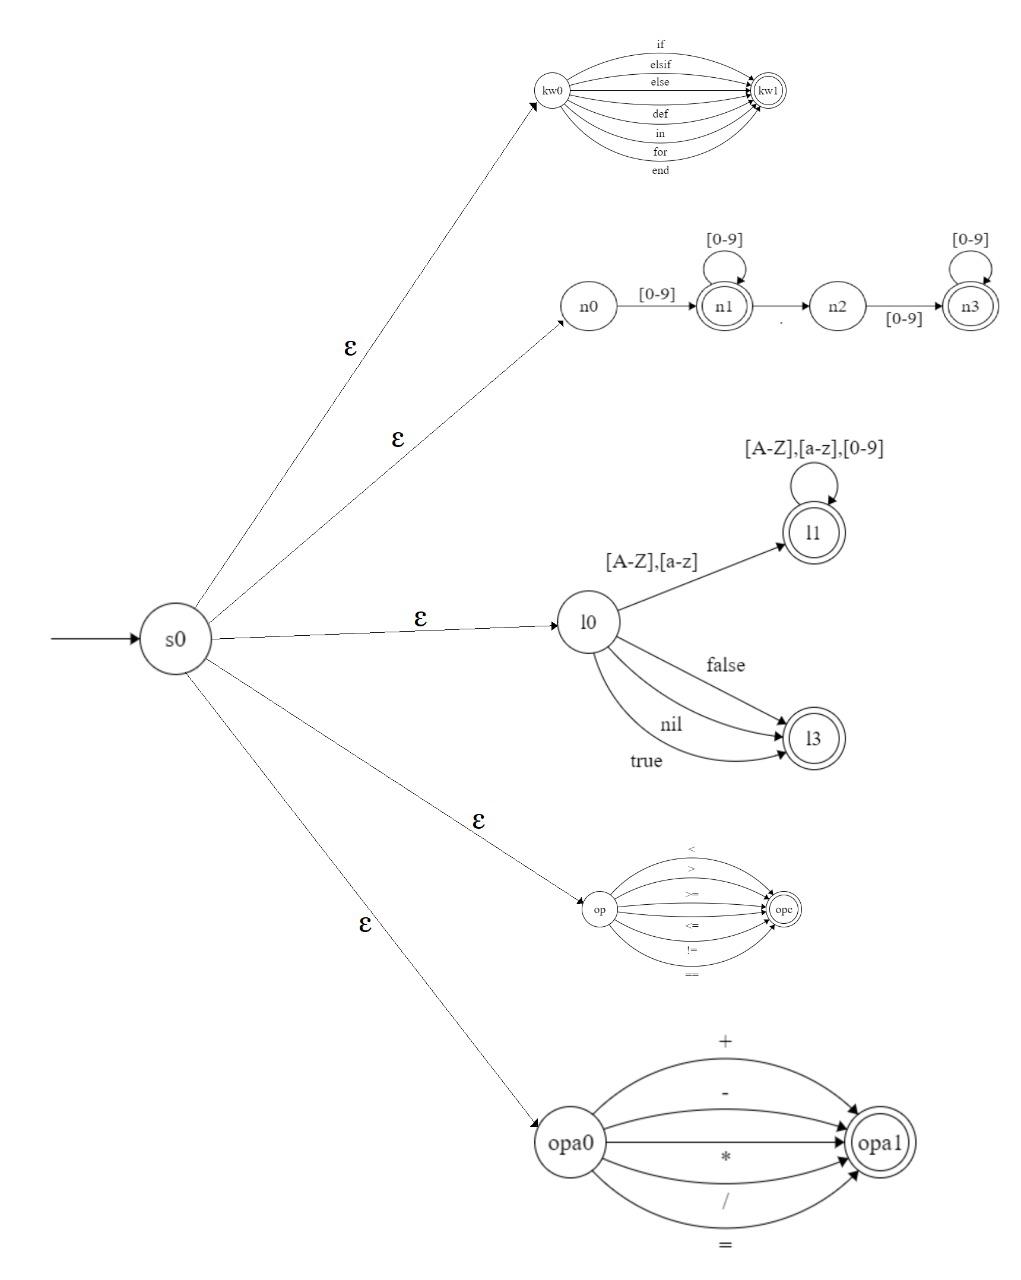 if
elsif
else
kw0
kw1
def
in
for
end
[0-9]
[0-9]
[0-9]
n0
n1
n2
n3
.
[0-9]
ε
ε
[A-Z],[a-z],[0-9]
l1
[A-Z],[a-z]
ε
l0
s0
false
nil
l3
true
ε
<
>
>=
op
opc
<=
!=
==
ε
+
-
opa0
opa1
*
/
=